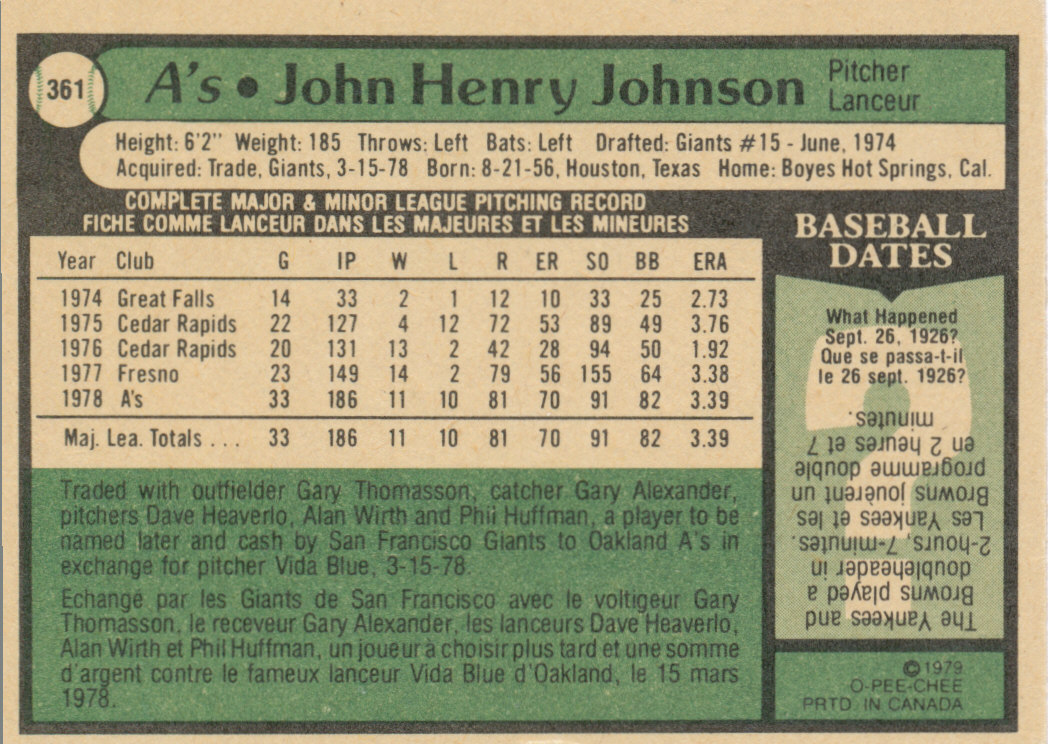 361
A's • John Henry Johnson
Pitcher
Lanceur
Height: 6'2" Weight: 185 Throws: Left Bats: Left Drafted: Giants #15 - June, 1974
Acquired: Trade, Giants, 3-15-78 Born: 8-21-56, Houston, Texas Home: Boyes Hot Springs, Cal.
COMPLETE MAJOR & MINOR LEAGUE PITCHING RECORD
FICHE COMME LANCEUR DANS LES MAJEURES ET LES MINEURES
Year Club G IP W L R ER SO BB ERA
1974 Great Falls 14 33 2 1 12 10 33 25 2.73
1975 Cedar Rapids 22 127 4 12 72 53 89 49 3.76
1976 Cedar Rapids 20 131 13 2 42 28 94 50 1.92
1977 Fresno 23 149 14 2 79 56 155 64 3.38
1978 A's 33 186 11 10 81 70 91 82 3.39
Maj. Lea. Totals . . . 33 186 11 10 81 70 91 82 3.39
Traded with outfielder Gary Thomasson, catcher Gary Alexander,
pitchers Dave Heaverlo, Alan Wirth and Phil Huffman, a player to be
named later and cash by San Francisco Giants to Oakland A's in
exchange for pitcher Vida Blue, 3-15-78.
Echangé par les Giants de San Francisco avec le voltigeur Gary
Thomasson, le receveur Gary Alexander, les lanceurs Dave Heaverlo,
Alan Wirth et Phil Huffman, un joueur à choisir plus tard et une somme
d'argent contre le fameux lanceur Vida Blue d'Oakland, le 15 mars
1978.
BASEBALL
DATES
What Happened
Sept. 26, 1926?
Que se passa-t-il
le 26 sept. 1926?
The Yankees and
Browns played a
doubleheader in
2-hours, 7-minutes.
Les Yankees et les
Browns jouèrent un
programme double
en 2 heures et 7
minutes.
©1979
O-PEE-CHEE
PRTD. IN CANADA